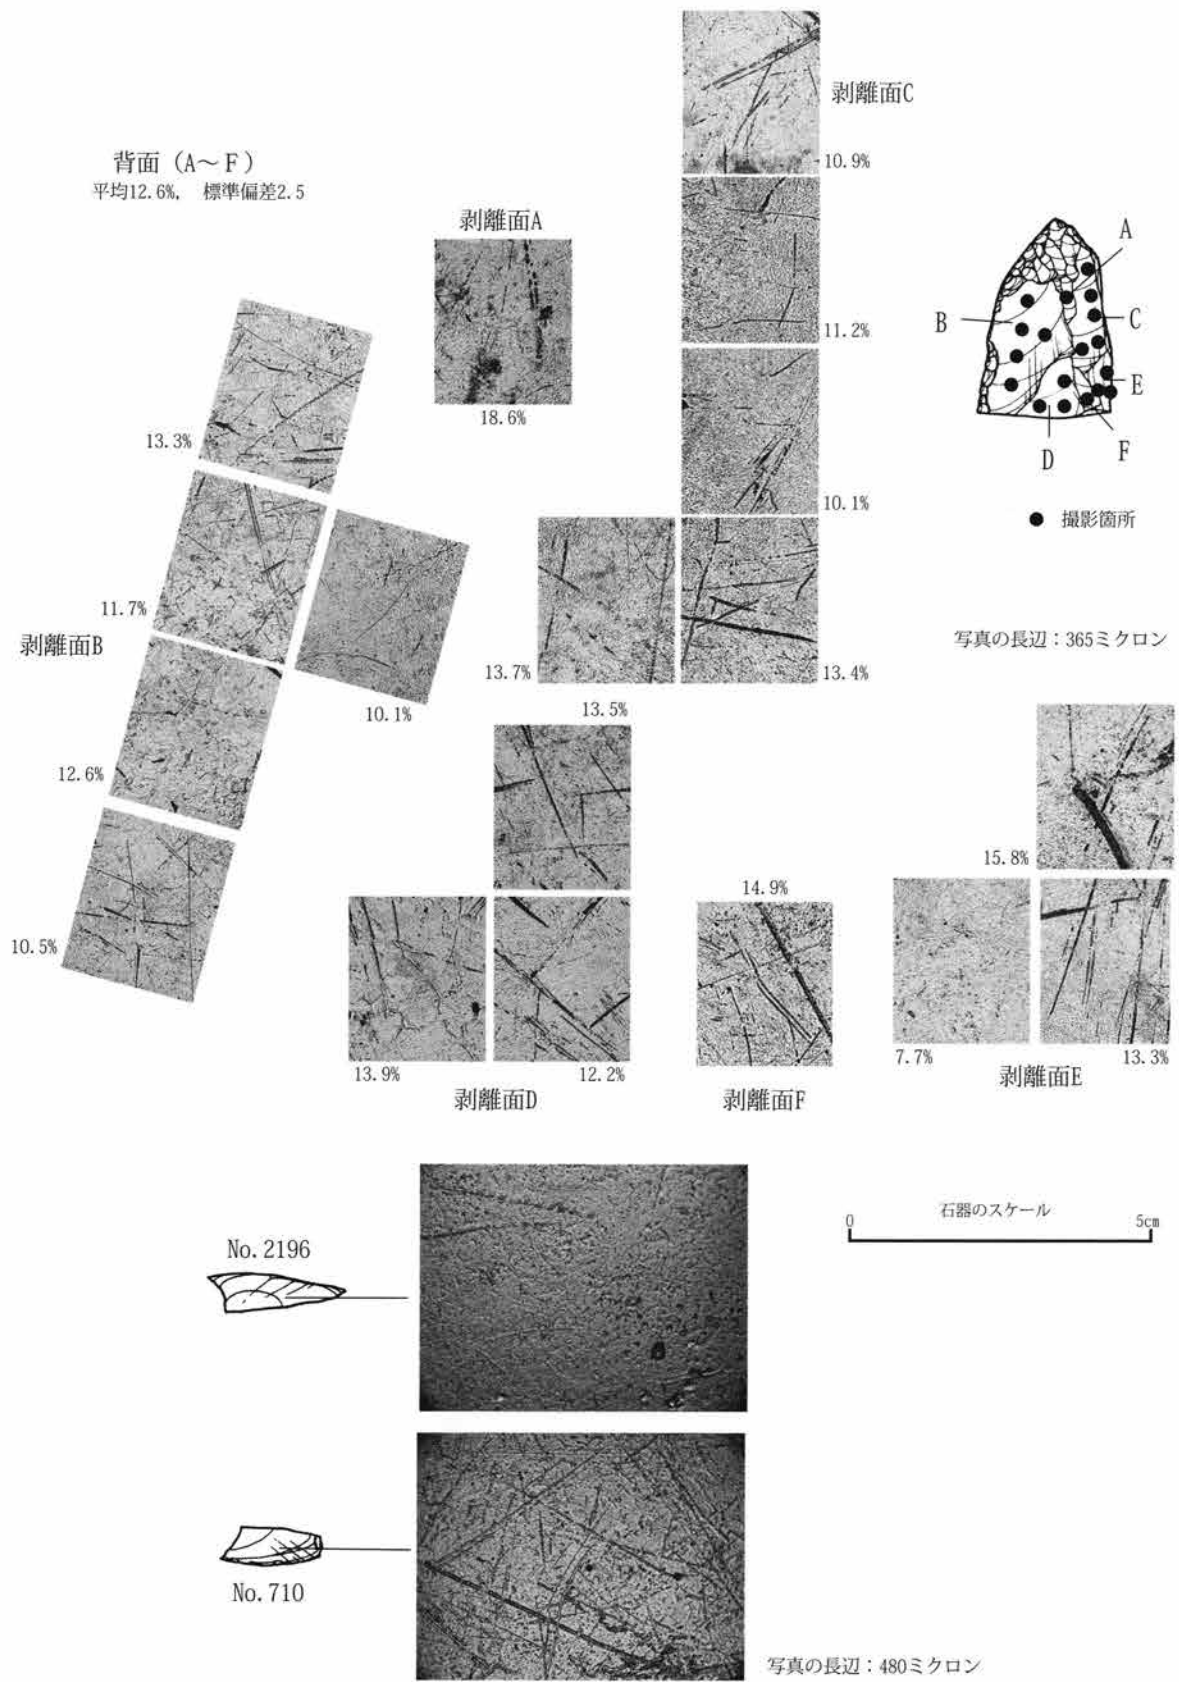 背面（A～F）
平均12.6%, 標準偏差2.5
剥離面A
18.6%
剥離面B
13.3%
11.7%
10.1%
12.6%
10.5%
剥離面C
10.9%
11.2%
10.1%
13.7%
13.4%
A
B
C
E
D
F
● 撮影箇所
写真の長辺：365ミクロン
13.5%
13.9%
12.2%
剥離面D
14.9%
剥離面F
15.8%
7.7%
13.3%
剥離面E
石器のスケール
0
5cm
No.2196
No.710
写真の長辺：480ミクロン